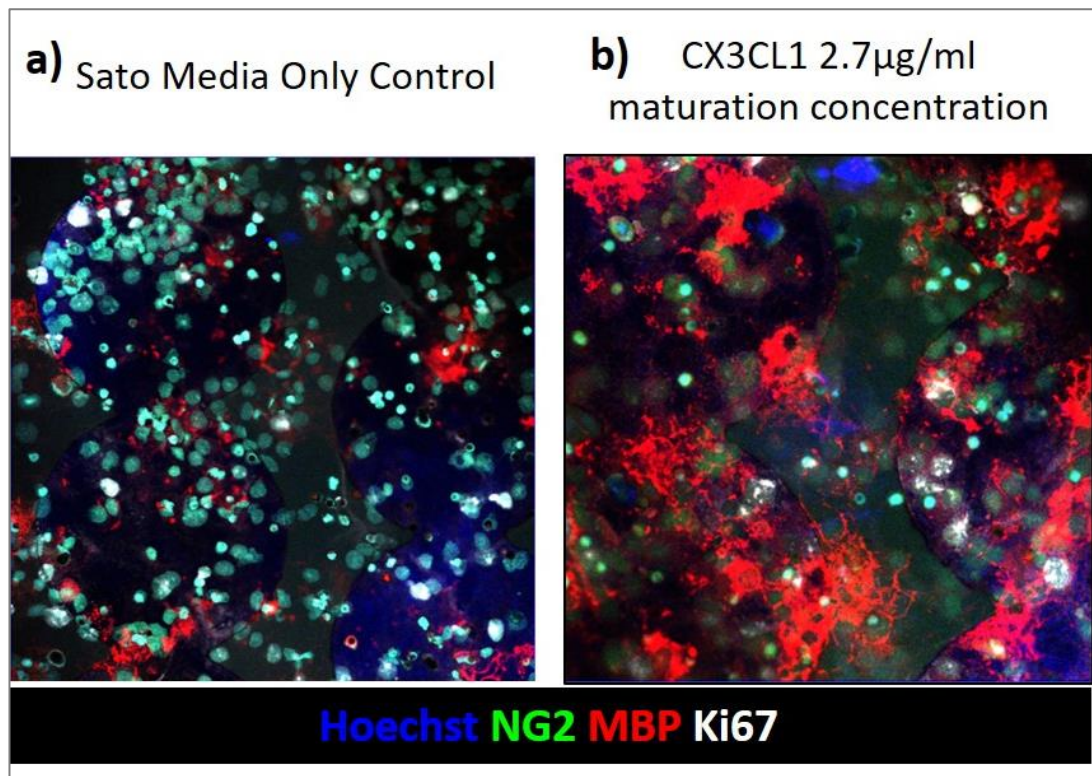 a) Sato Media Only Control
b) CX3CL1 2.7µg/ml
maturation concentration
Hoechst NG2 MBP Ki67